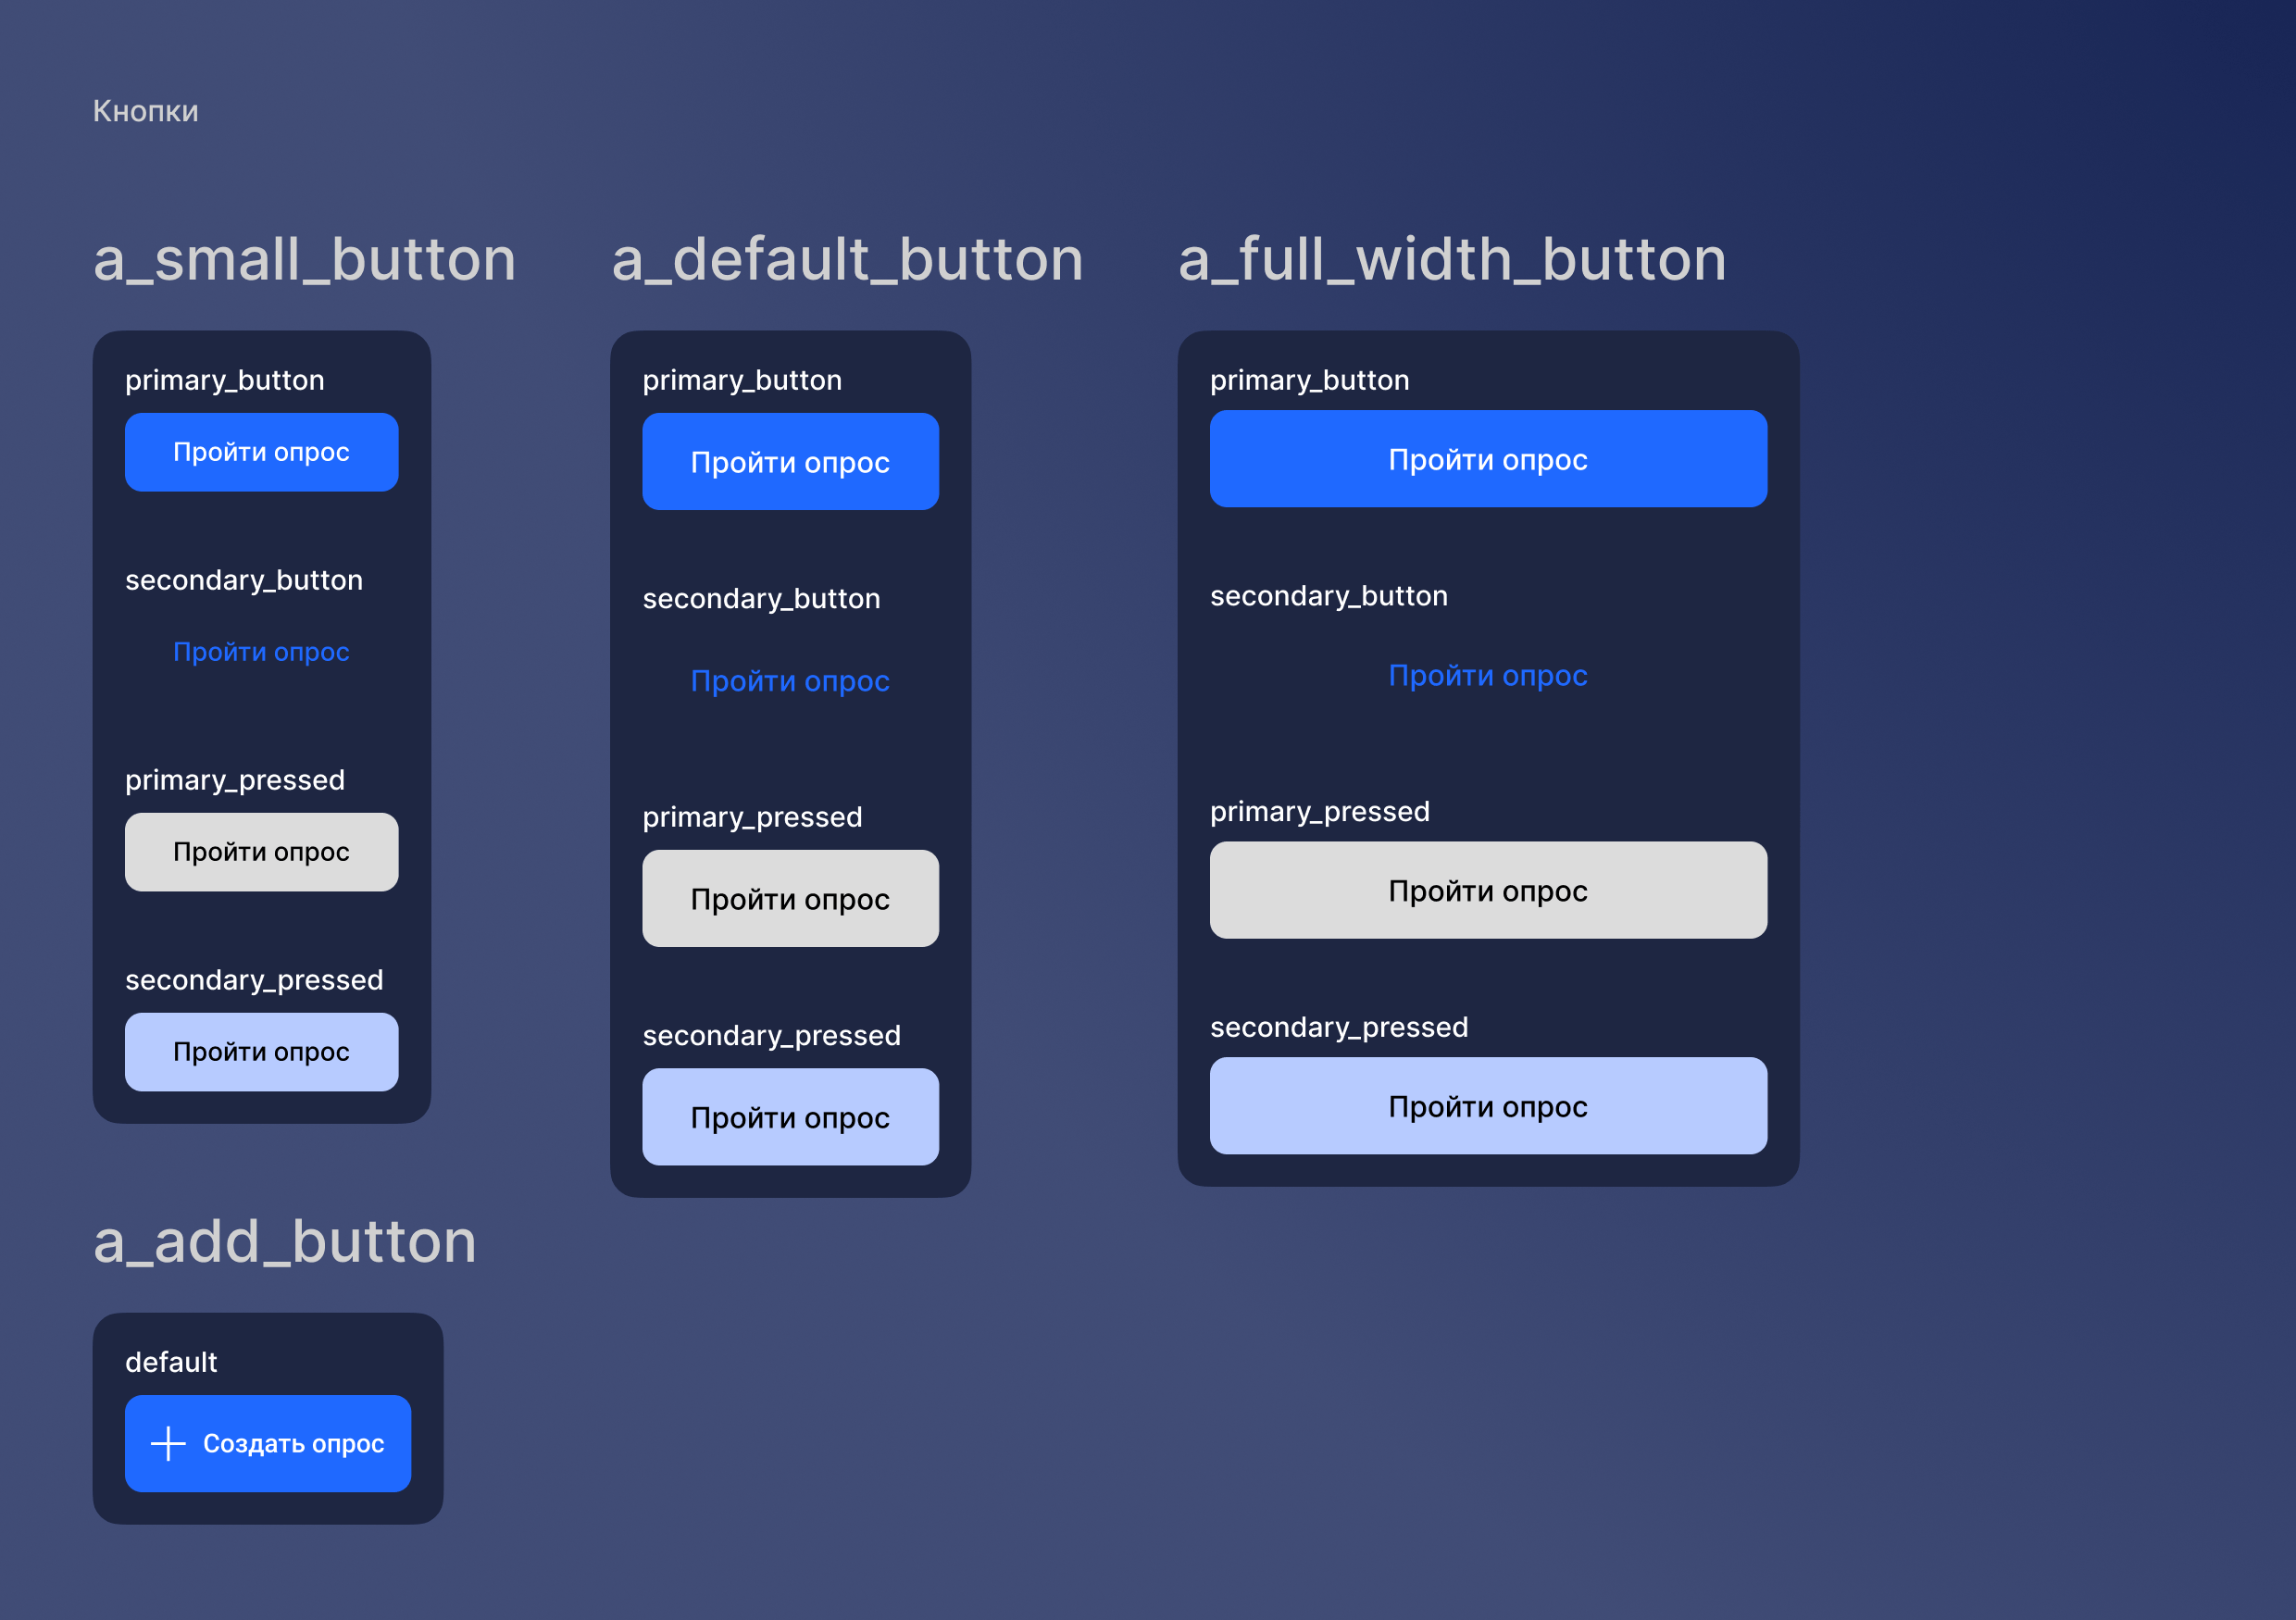 Кнопки
a_small_button
primary_button
Пройти опрос
secondary_button
Пройти опрос
primary_pressed
Пройти опрос
secondary_pressed
Пройти опрос
a_default_button
primary_button
Пройти опрос
secondary_button
Пройти опрос
primary_pressed
Пройти опрос
secondary_pressed
Пройти опрос
a_full_width_button
primary_button
Пройти опрос
secondary_button
Пройти опрос
primary_pressed
Пройти опрос
secondary_pressed
Пройти опрос
a_add_button
default
Создать опрос